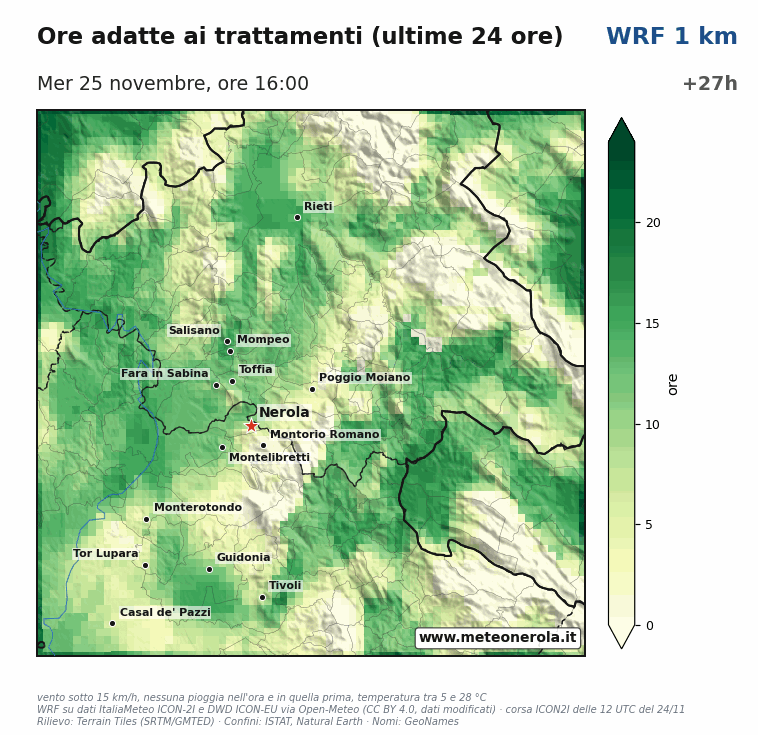 Ore adatte ai trattamenti (ultime 24 ore)
WRF 1 km
Mer 25 novembre, ore 16:00
+27h
Rieti
Salisano
Mompeo
Fara in Sabina
Toffia
Poggio Moiano
Nerola
Montorio Romano
Montelibretti
Monterotondo
Tor Lupara
Guidonia
Tivoli
Casal de' Pazzi
www.meteonerola.it
20
15
10
5
0
ore
vento sotto 15 km/h, nessuna pioggia nell'ora e in quella prima, temperatura tra 5 e 28 °C
WRF su dati ItaliaMeteo ICON-2I e DWD ICON-EU via Open-Meteo (CC BY 4.0, dati modificati) · corsa ICON2I delle 12 UTC del 24/11
Rilievo: Terrain Tiles (SRTM/GMTED) · Confini: ISTAT, Natural Earth · Nomi: GeoNames